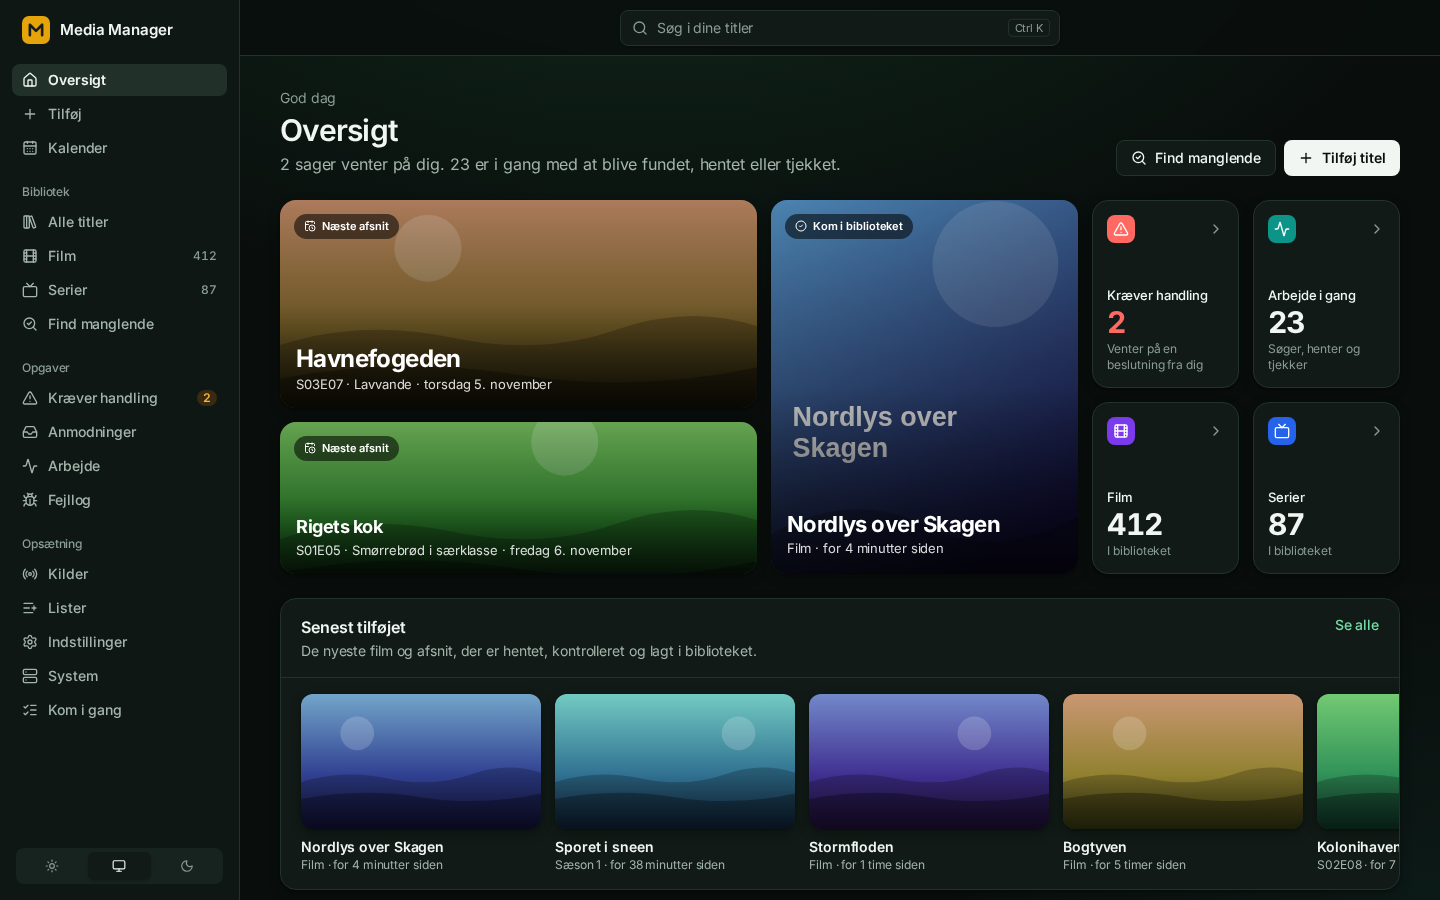 Media Manager
Søg i dine titler
Ctrl K
Oversigt
Tilføj
Kalender
Bibliotek
Alle titler
Film 412
Serier 87
Find manglende
Opgaver
Kræver handling 2
Anmodninger
Arbejde
Fejllog
Opsætning
Kilder
Lister
Indstillinger
System
Kom i gang
God dag
Oversigt
2 sager venter på dig. 23 er i gang med at blive fundet, hentet eller tjekket.
Find manglende
Tilføj titel
Næste afsnit
Havnefogeden
S03E07 · Lavvande · torsdag 5. november
Næste afsnit
Rigets kok
S01E05 · Smørrebrød i særklasse · fredag 6. november
Kom i biblioteket
Nordlys over
Skagen
Nordlys over Skagen
Film · for 4 minutter siden
Kræver handling
2
Venter på en
beslutning fra dig
Arbejde i gang
23
Søger, henter og
tjekker
Film
412
I biblioteket
Serier
87
I biblioteket
Senest tilføjet
Se alle
De nyeste film og afsnit, der er hentet, kontrolleret og lagt i biblioteket.
Nordlys over Skagen
Film · for 4 minutter siden
Sporet i sneen
Sæson 1 · for 38 minutter siden
Stormfloden
Film · for 1 time siden
Bogtyven
Film · for 5 timer siden
Kolonihaven
S02E08 · for 7